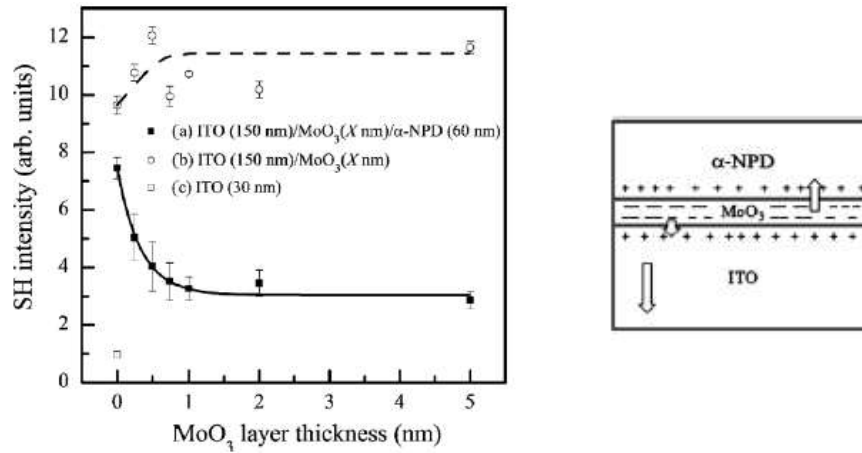 SH intensity (arb. units)
12
10
8
6
4
2
0
(a) ITO (150 nm)/MoO₃(X nm)/α-NPD (60 nm)
(b) ITO (150 nm)/MoO₃(X nm)
(c) ITO (30 nm)
0 1 2 3 4 5
MoO₃ layer thickness (nm)
α-NPD
+ + + + + + + + + + +
MoO₃
+ + + + + + + + + + +
ITO